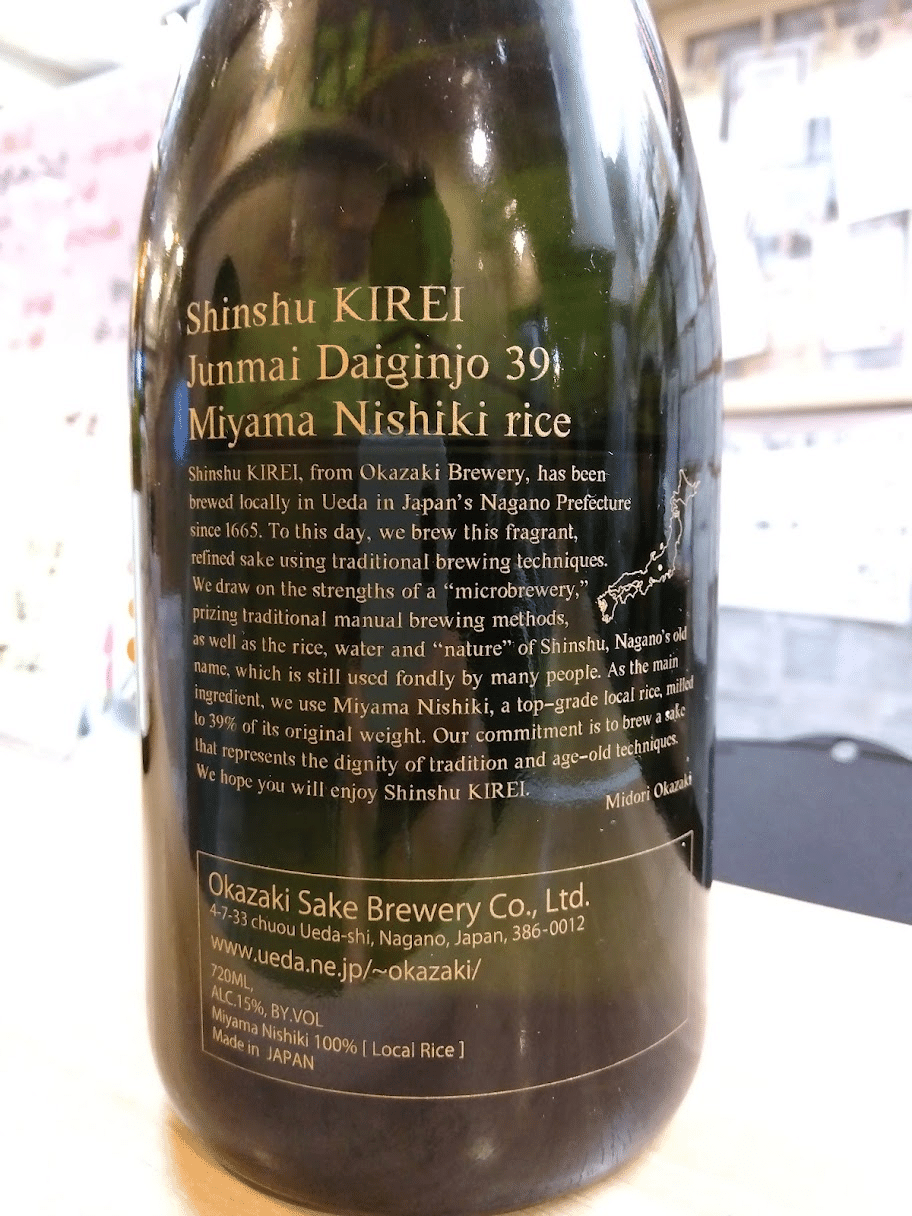 Shinshu KIREI
Junmai Daiginjo 39
Miyama Nishiki rice
Shinshu KIREI, from Okazaki Brewery, has been
brewed locally in Ueda in Japan's Nagano Prefecture
since 1665. To this day, we brew this fragrant,
refined sake using traditional brewing techniques.
We draw on the strengths of a "microbrewery,"
prizing traditional manual brewing methods,
as well as the rice, water and "nature" of Shinshu, Nagano's old
name, which is still used fondly by many people. As the main
ingredient, we use Miyama Nishiki, a top-grade local rice, milled
to 39% of its original weight. Our commitment is to brew a sake
that represents the dignity of tradition and age-old techniques.
We hope you will enjoy Shinshu KIREI.
Midori Okazaki
Okazaki Sake Brewery Co., Ltd.
4-7-33 chuou Ueda-shi, Nagano, Japan, 386-0012
www.ueda.ne.jp/~okazaki/
720ML,
ALC.15%, BY.VOL
Miyama Nishiki 100% [ Local Rice ]
Made in JAPAN